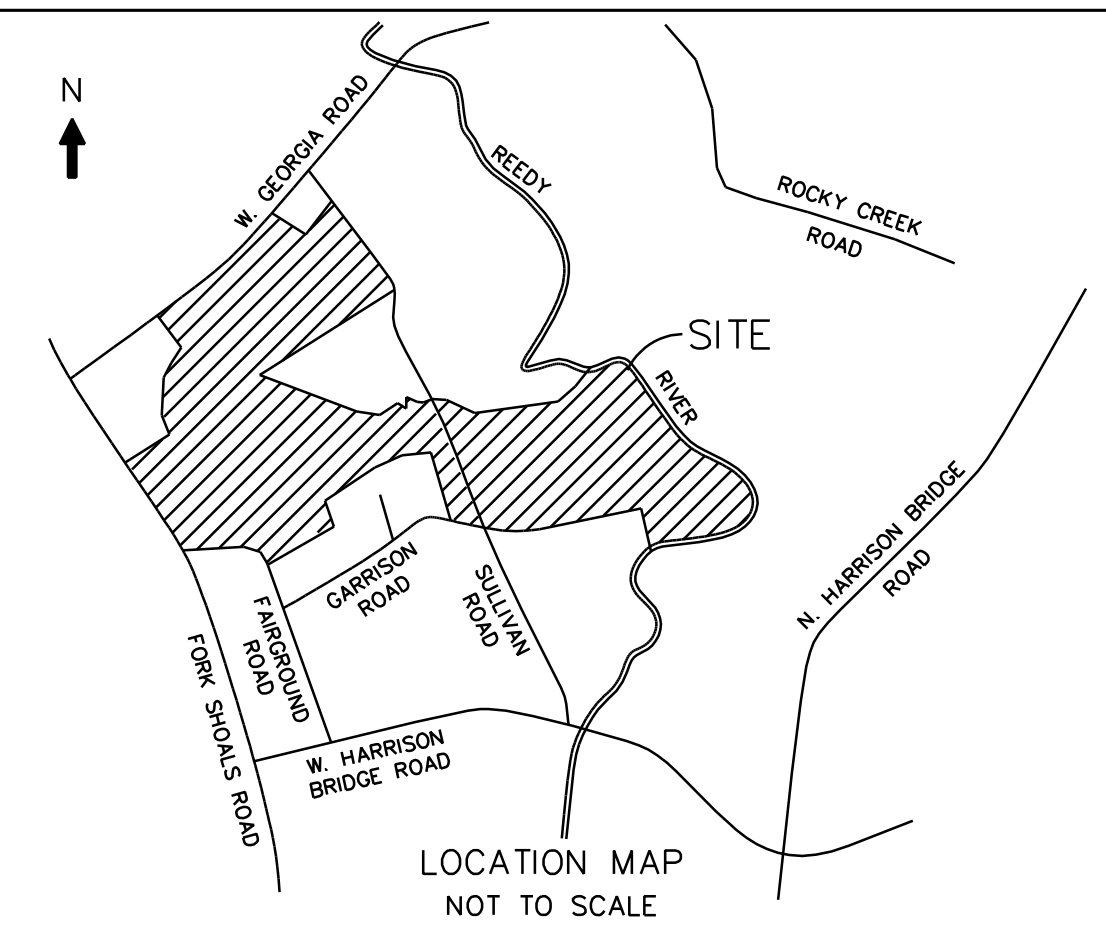 N
W. GEORGIA ROAD
REEDY
ROCKY CREEK
ROAD
SITE
RIVER
N. HARRISON BRIDGE
ROAD
GARRISON
ROAD
SULLIVAN
ROAD
FAIRGROUND
ROAD
FORK SHOALS ROAD
W. HARRISON
BRIDGE ROAD
LOCATION MAP
NOT TO SCALE